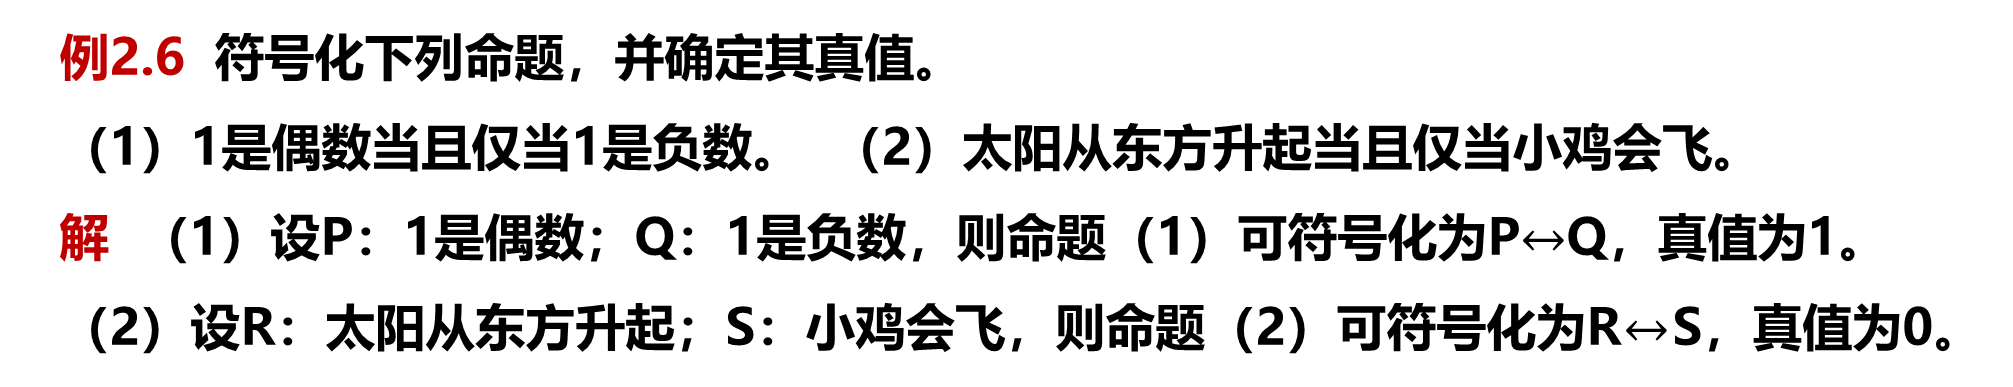 例2.6 符号化下列命题，并确定其真值。
（1）1是偶数当且仅当1是负数。 （2）太阳从东方升起当且仅当小鸡会飞。
解 （1）设P：1是偶数；Q：1是负数，则命题（1）可符号化为P↔Q，真值为1。
（2）设R：太阳从东方升起；S：小鸡会飞，则命题（2）可符号化为R↔S，真值为0。